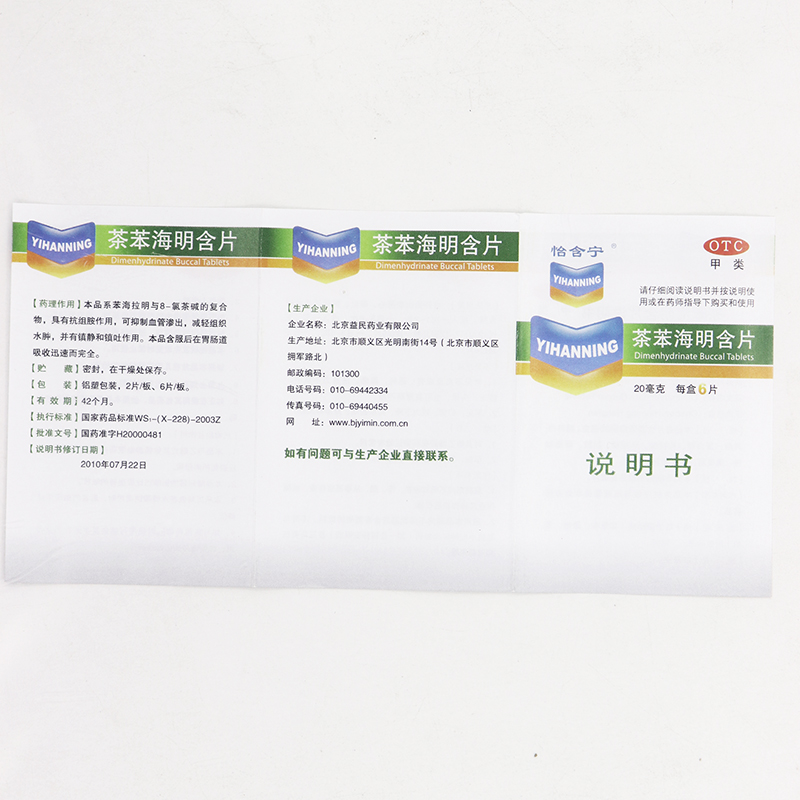 YIHANNING
茶苯海明含片
Dimenhydrinate Buccal Tablets
【药理作用】本品系苯海拉明与8-氯茶碱的复合
物，具有抗组胺作用，可抑制血管渗出，减轻组织
水肿，并有镇静和镇吐作用。本品含服后在胃肠道
吸收迅速而完全。
【贮　　藏】密封，在干燥处保存。
【包　　装】铝塑包装，2片/板、6片/板。
【有 效 期】42个月。
【执行标准】国家药品标准WS₁-(X-228)-2003Z
【批准文号】国药准字H20000481
【说明书修订日期】
2010年07月22日
YIHANNING
茶苯海明含片
Dimenhydrinate Buccal Tablets
【生产企业】
企业名称：北京益民药业有限公司
生产地址：北京市顺义区光明南街14号（北京市顺义区
拥军路北）
邮政编码：101300
电话号码：010-69442334
传真号码：010-69440455
网　　址：www.bjyimin.com.cn
如有问题可与生产企业直接联系。
怡含宁®
YIHANNING
OTC
甲 类
请仔细阅读说明书并按说明使
用或在药师指导下购买和使用
YIHANNING
茶苯海明含片
Dimenhydrinate Buccal Tablets
20毫克 每盒6片
说明书